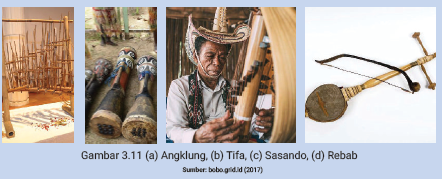 Gambar 3.11 (a) Angklung, (b) Tifa, (c) Sasando, (d) Rebab
Sumber: bobo.grid.id (2017)